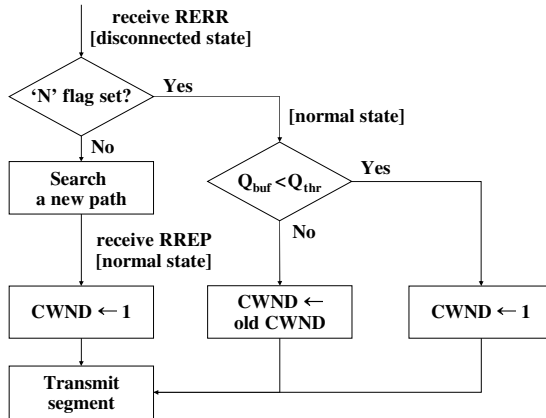 receive RERR
[disconnected state]
'N' flag set?
Yes
[normal state]
No
Search
a new path
Q_buf < Q_thr
Yes
No
receive RREP
[normal state]
CWND ← 1
CWND ←
old CWND
CWND ← 1
Transmit
segment